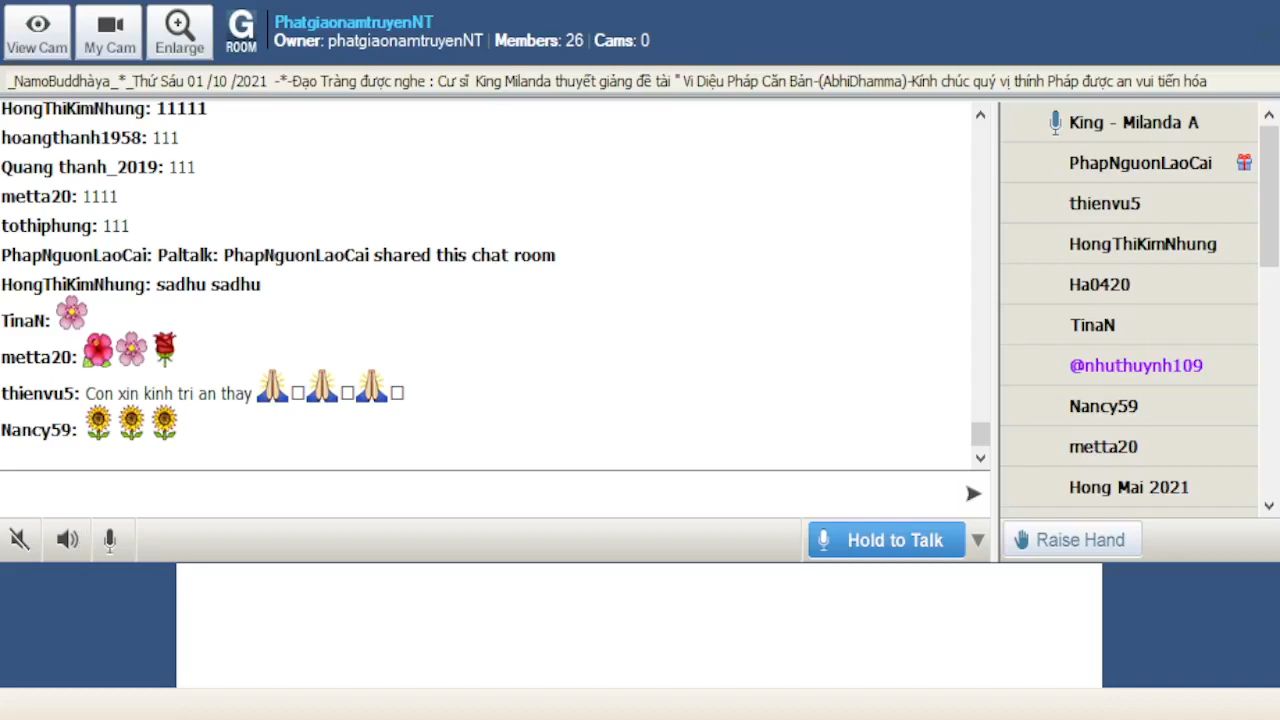 View Cam
My Cam
Enlarge
G
ROOM
PhatgiaonamtruyenNT
Owner: phatgiaonamtruyenNT | Members: 26 | Cams: 0
_NamoBuddhàya_*_Thứ Sáu 01 /10 /2021 -*-Đạo Tràng được nghe : Cư sĩ King Milanda thuyết giảng đề tài " Vi Diệu Pháp Căn Bản-(AbhiDhamma)-Kính chúc quý vị thính Pháp được an vui tiến hóa
HongThiKimNhung: 11111
hoangthanh1958: 111
Quang thanh_2019: 111
metta20: 1111
tothiphung: 111
PhapNguonLaoCai: Paltalk: PhapNguonLaoCai shared this chat room
HongThiKimNhung: sadhu sadhu
TinaN:
metta20:
thienvu5: Con xin kinh tri an thay
Nancy59:
King - Milanda A
PhapNguonLaoCai
thienvu5
HongThiKimNhung
Ha0420
TinaN
@nhuthuynh109
Nancy59
metta20
Hong Mai 2021
Hold to Talk
Raise Hand